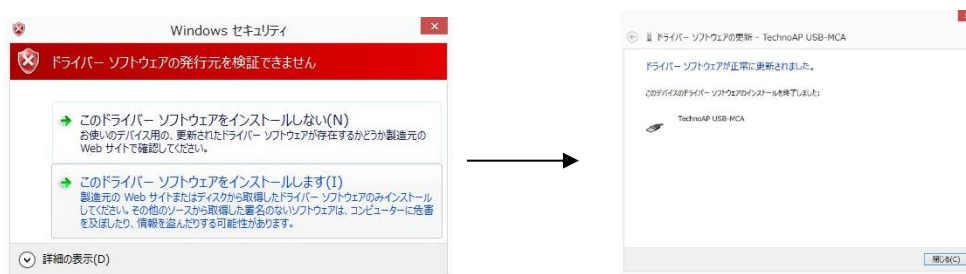 Windows セキュリティ
ドライバー ソフトウェアの発行元を検証できません
このドライバー ソフトウェアをインストールしない(N)
お使いのデバイス用の、更新されたドライバー ソフトウェアが存在するかどうか製造元の
Web サイトで確認してください。
このドライバー ソフトウェアをインストールします(I)
製造元の Web サイトまたはディスクから取得したドライバー ソフトウェアのみインストール
してください。その他のソースから取得した署名のないソフトウェアは、コンピューターに危害
を及ぼしたり、情報を盗んだりする可能性があります。
詳細の表示(D)
ドライバー ソフトウェアの更新 - TechnoAP USB-MCA
ドライバー ソフトウェアが正常に更新されました。
このデバイスのドライバー ソフトウェアのインストールを終了しました:
TechnoAP USB-MCA
閉じる(C)